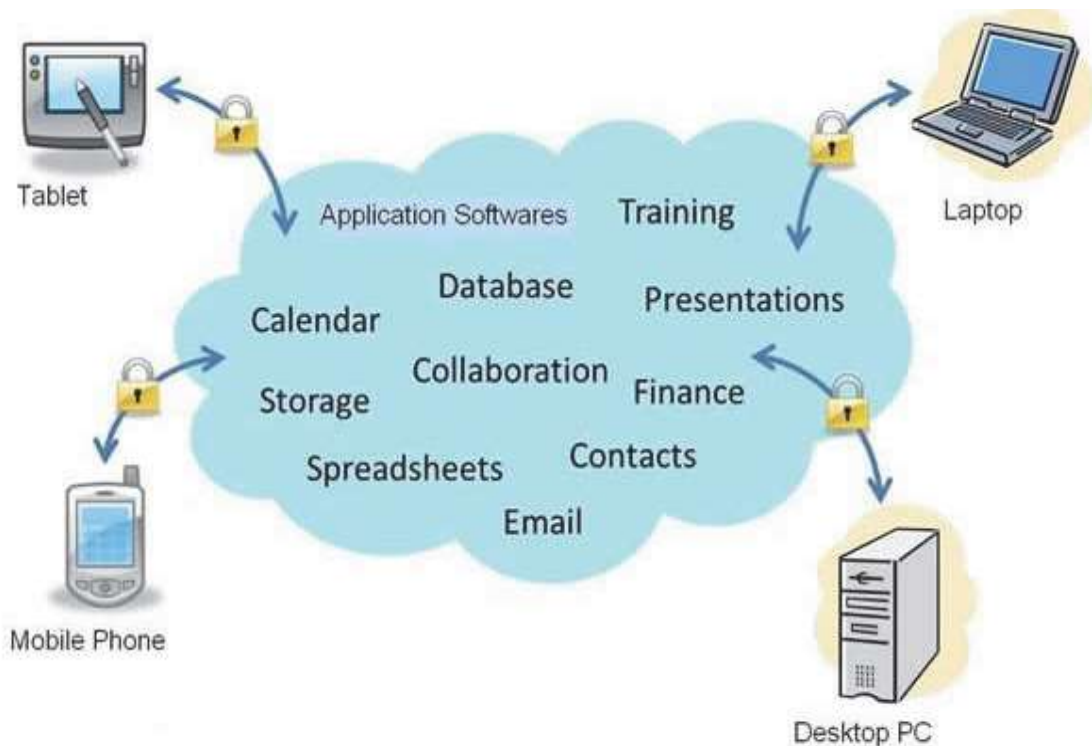 Tablet
Laptop
Application Softwares
Training
Database
Presentations
Calendar
Collaboration
Finance
Storage
Contacts
Spreadsheets
Email
Mobile Phone
Desktop PC